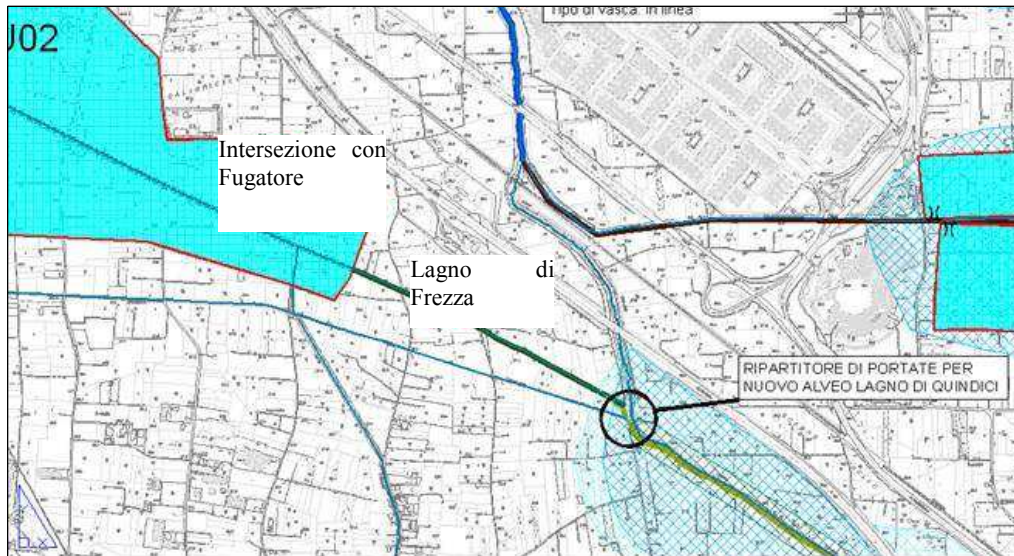 Tipo di vasca: in linea
J02
Intersezione con
Fugatore
Lagno di
Frezza
RIPARTITORE DI PORTATE PER
NUOVO ALVEO LAGNO DI QUINDICI